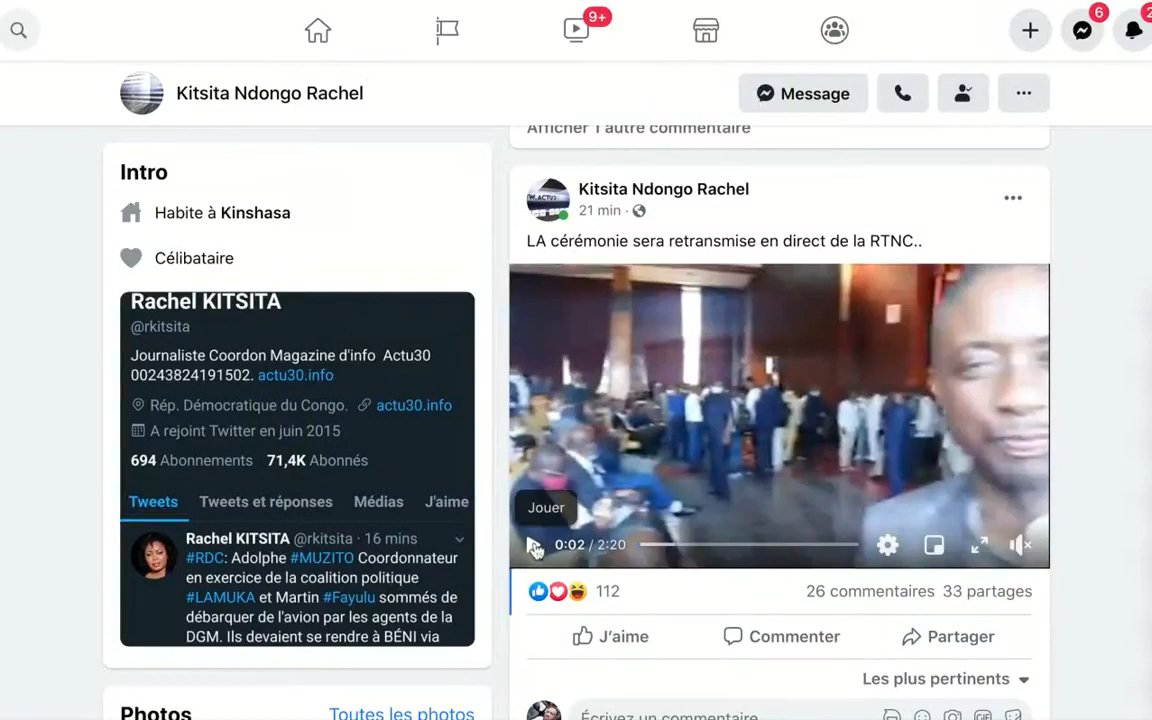 9+
6
2
Kitsita Ndongo Rachel
Message
Afficher 1 autre commentaire
Intro
Habite à Kinshasa
Célibataire
Rachel KITSITA
@rkitsita
Journaliste Coordon Magazine d'info Actu30
00243824191502. actu30.info
Rép. Démocratique du Congo. actu30.info
A rejoint Twitter en juin 2015
694 Abonnements 71,4K Abonnés
Tweets Tweets et réponses Médias J'aime
Rachel KITSITA @rkitsita · 16 mins
#RDC: Adolphe #MUZITO Coordonnateur
en exercice de la coalition politique
#LAMUKA et Martin #Fayulu sommés de
débarquer de l'avion par les agents de la
DGM. Ils devaient se rendre à BÉNI via
Photos
Toutes les photos
Kitsita Ndongo Rachel
21 min ·
LA cérémonie sera retransmise en direct de la RTNC..
Jouer
0:02 / 2:20
112
26 commentaires 33 partages
J'aime
Commenter
Partager
Les plus pertinents
Écrivez un commentaire
GIF